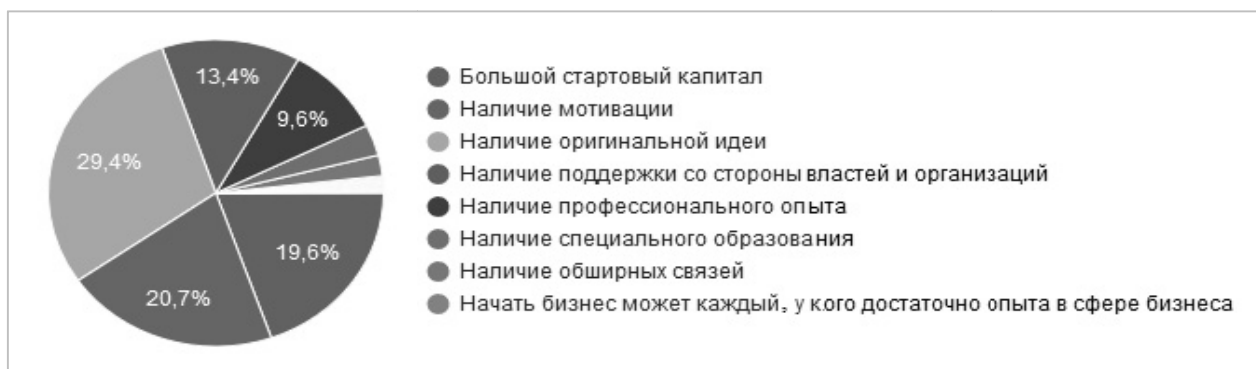 13,4%
9,6%
29,4%
20,7%
19,6%
Большой стартовый капитал
Наличие мотивации
Наличие оригинальной идеи
Наличие поддержки со стороны властей и организаций
Наличие профессионального опыта
Наличие специального образования
Наличие обширных связей
Начать бизнес может каждый, у кого достаточно опыта в сфере бизнеса